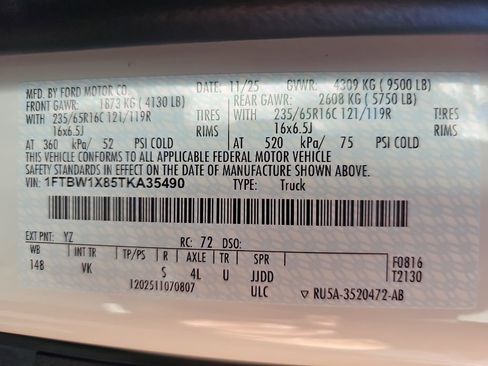 MFD. BY FORD MOTOR CO. DATE: 11/25 GVWR: 4309 KG (9500 LB)
FRONT GAWR: 1873 KG (4130 LB) REAR GAWR: 2608 KG (5750 LB)
WITH 235/65R16C 121/119R TIRES WITH 235/65R16C 121/119R TIRES
16x6.5J RIMS 16x6.5J RIMS
AT 360 kPa/ 52 PSI COLD AT 520 kPa/ 75 PSI COLD
THIS VEHICLE CONFORMS TO ALL APPLICABLE FEDERAL MOTOR VEHICLE
SAFETY STANDARDS IN EFFECT ON THE DATE OF MANUFACTURE SHOWN ABOVE.
VIN: 1FTBW1X85TKA35490 TYPE: Truck
EXT PNT: YZ RC: 72 DSO:
WB INT TR TP/PS R AXLE TR SPR F0816
148 VK S 4L U JJDD T2130
1202511070807 ULC ▽ RU5A-3520472-AB